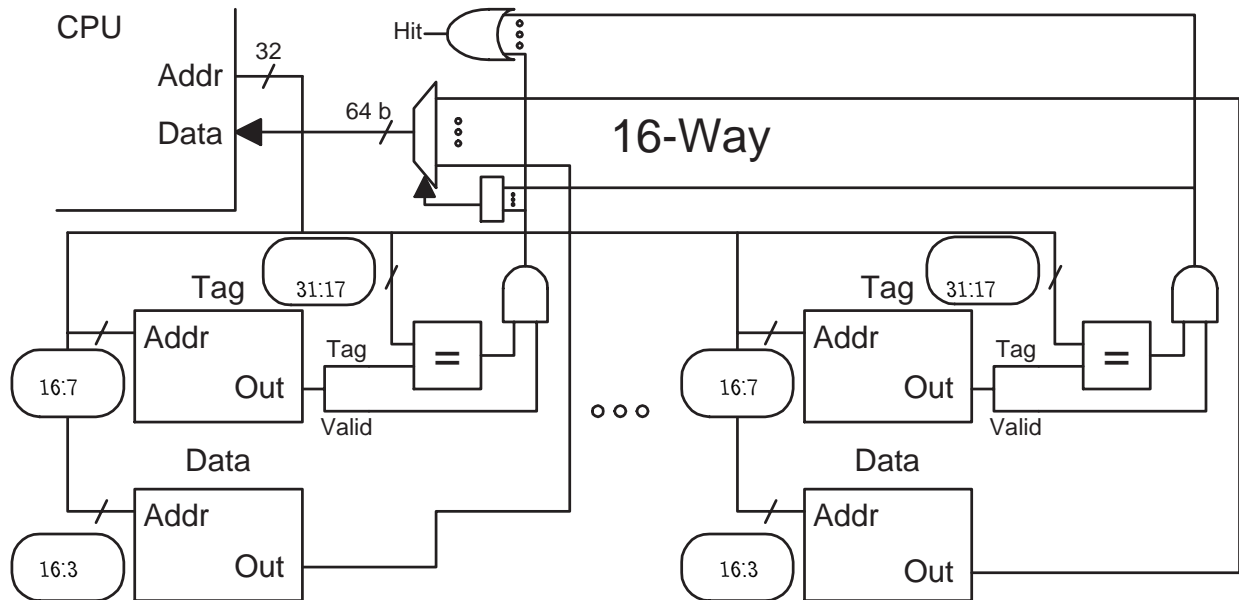 CPU
Hit
32
Addr
64 b
Data
16-Way
Tag
31:17
Tag
31:17
Addr
Tag
=
Addr
Tag
=
16:7
Out
16:7
Out
Valid
Valid
Data
Data
Addr
Addr
16:3
Out
16:3
Out